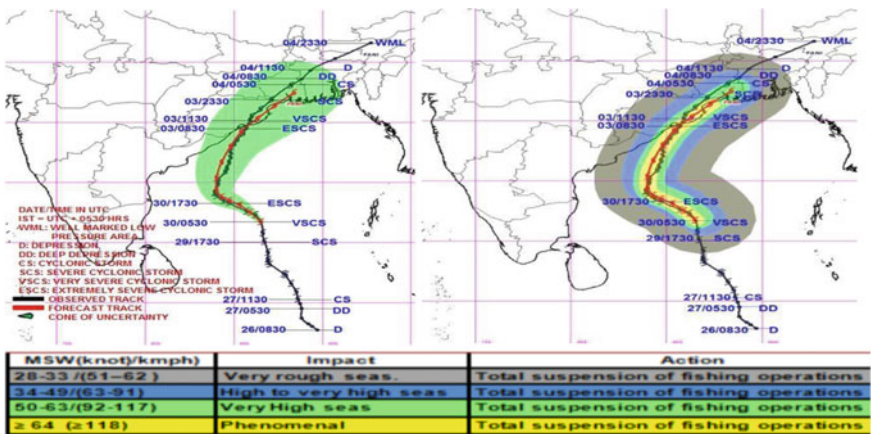 04/2330 WML
04/1130 D
04/0830 DD
04/0530 CS
03/2330 SCS
03/1130 VSCS
03/0830 ESCS
30/1730 ESCS
30/0530 VSCS
29/1730 SCS
27/1130 CS
27/0530 DD
26/0830 D
DATE/TIME IN UTC
IST = UTC + 0530 HRS
WML: WELL MARKED LOW
PRESSURE AREA
D: DEPRESSION
DD: DEEP DEPRESSION
CS: CYCLONIC STORM
SCS: SEVERE CYCLONIC STORM
VSCS: VERY SEVERE CYCLONIC STORM
ESCS: EXTREMELY SEVERE CYCLONIC STORM
OBSERVED TRACK
FORECAST TRACK
CONE OF UNCERTAINTY
04/2330 WML
04/1130 D
04/0830 DD
04/0530 CS
03/2330 SCS
03/1130 VSCS
03/0830 ESCS
30/1730 ESCS
30/0530 VSCS
29/1730 SCS
27/1130 CS
27/0530 DD
26/0830 D
MSW(knot)/kmph) Impact Action
28-33 /(51–62 ) Very rough seas. Total suspension of fishing operations
34-49/(63-91) High to very high seas Total suspension of fishing operations
50-63/(92-117) Very High seas Total suspension of fishing operations
≥ 64 (≥118) Phenomenal Total suspension of fishing operations